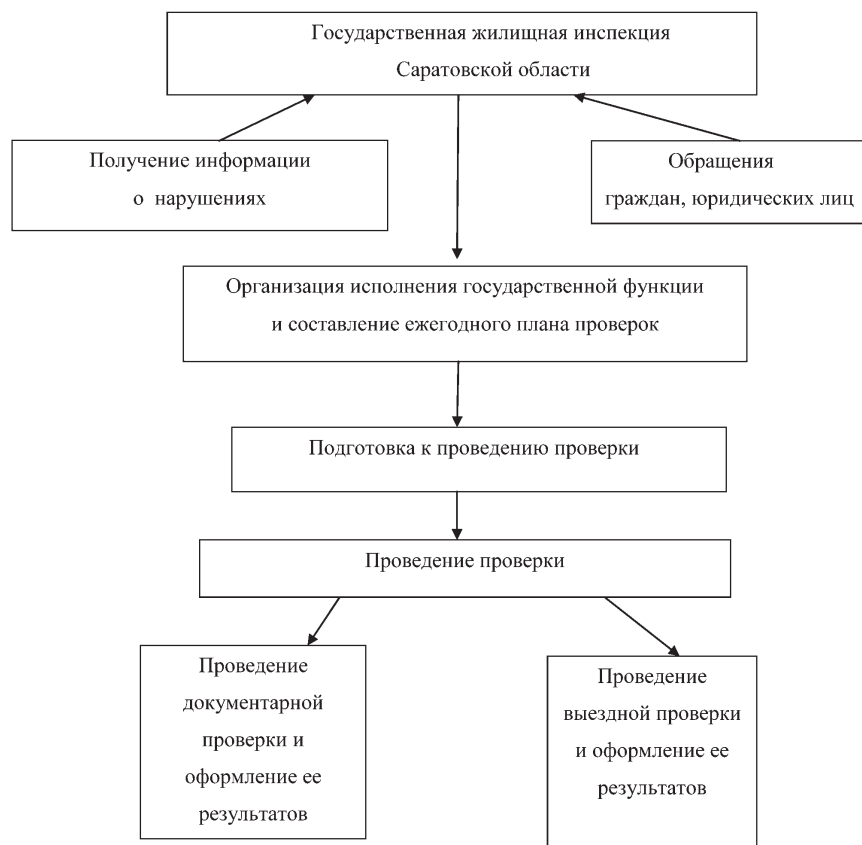 Государственная жилищная инспекция
Саратовской области
Получение информации
о нарушениях
Обращения
граждан, юридических лиц
Организация исполнения государственной функции
и составление ежегодного плана проверок
Подготовка к проведению проверки
Проведение проверки
Проведение
документарной
проверки и
оформление ее
результатов
Проведение
выездной проверки
и оформление ее
результатов